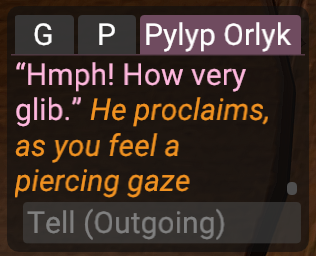 G P Pylyp Orlyk
“Hmph! How very
glib.” He proclaims,
as you feel a
piercing gaze
Tell (Outgoing)